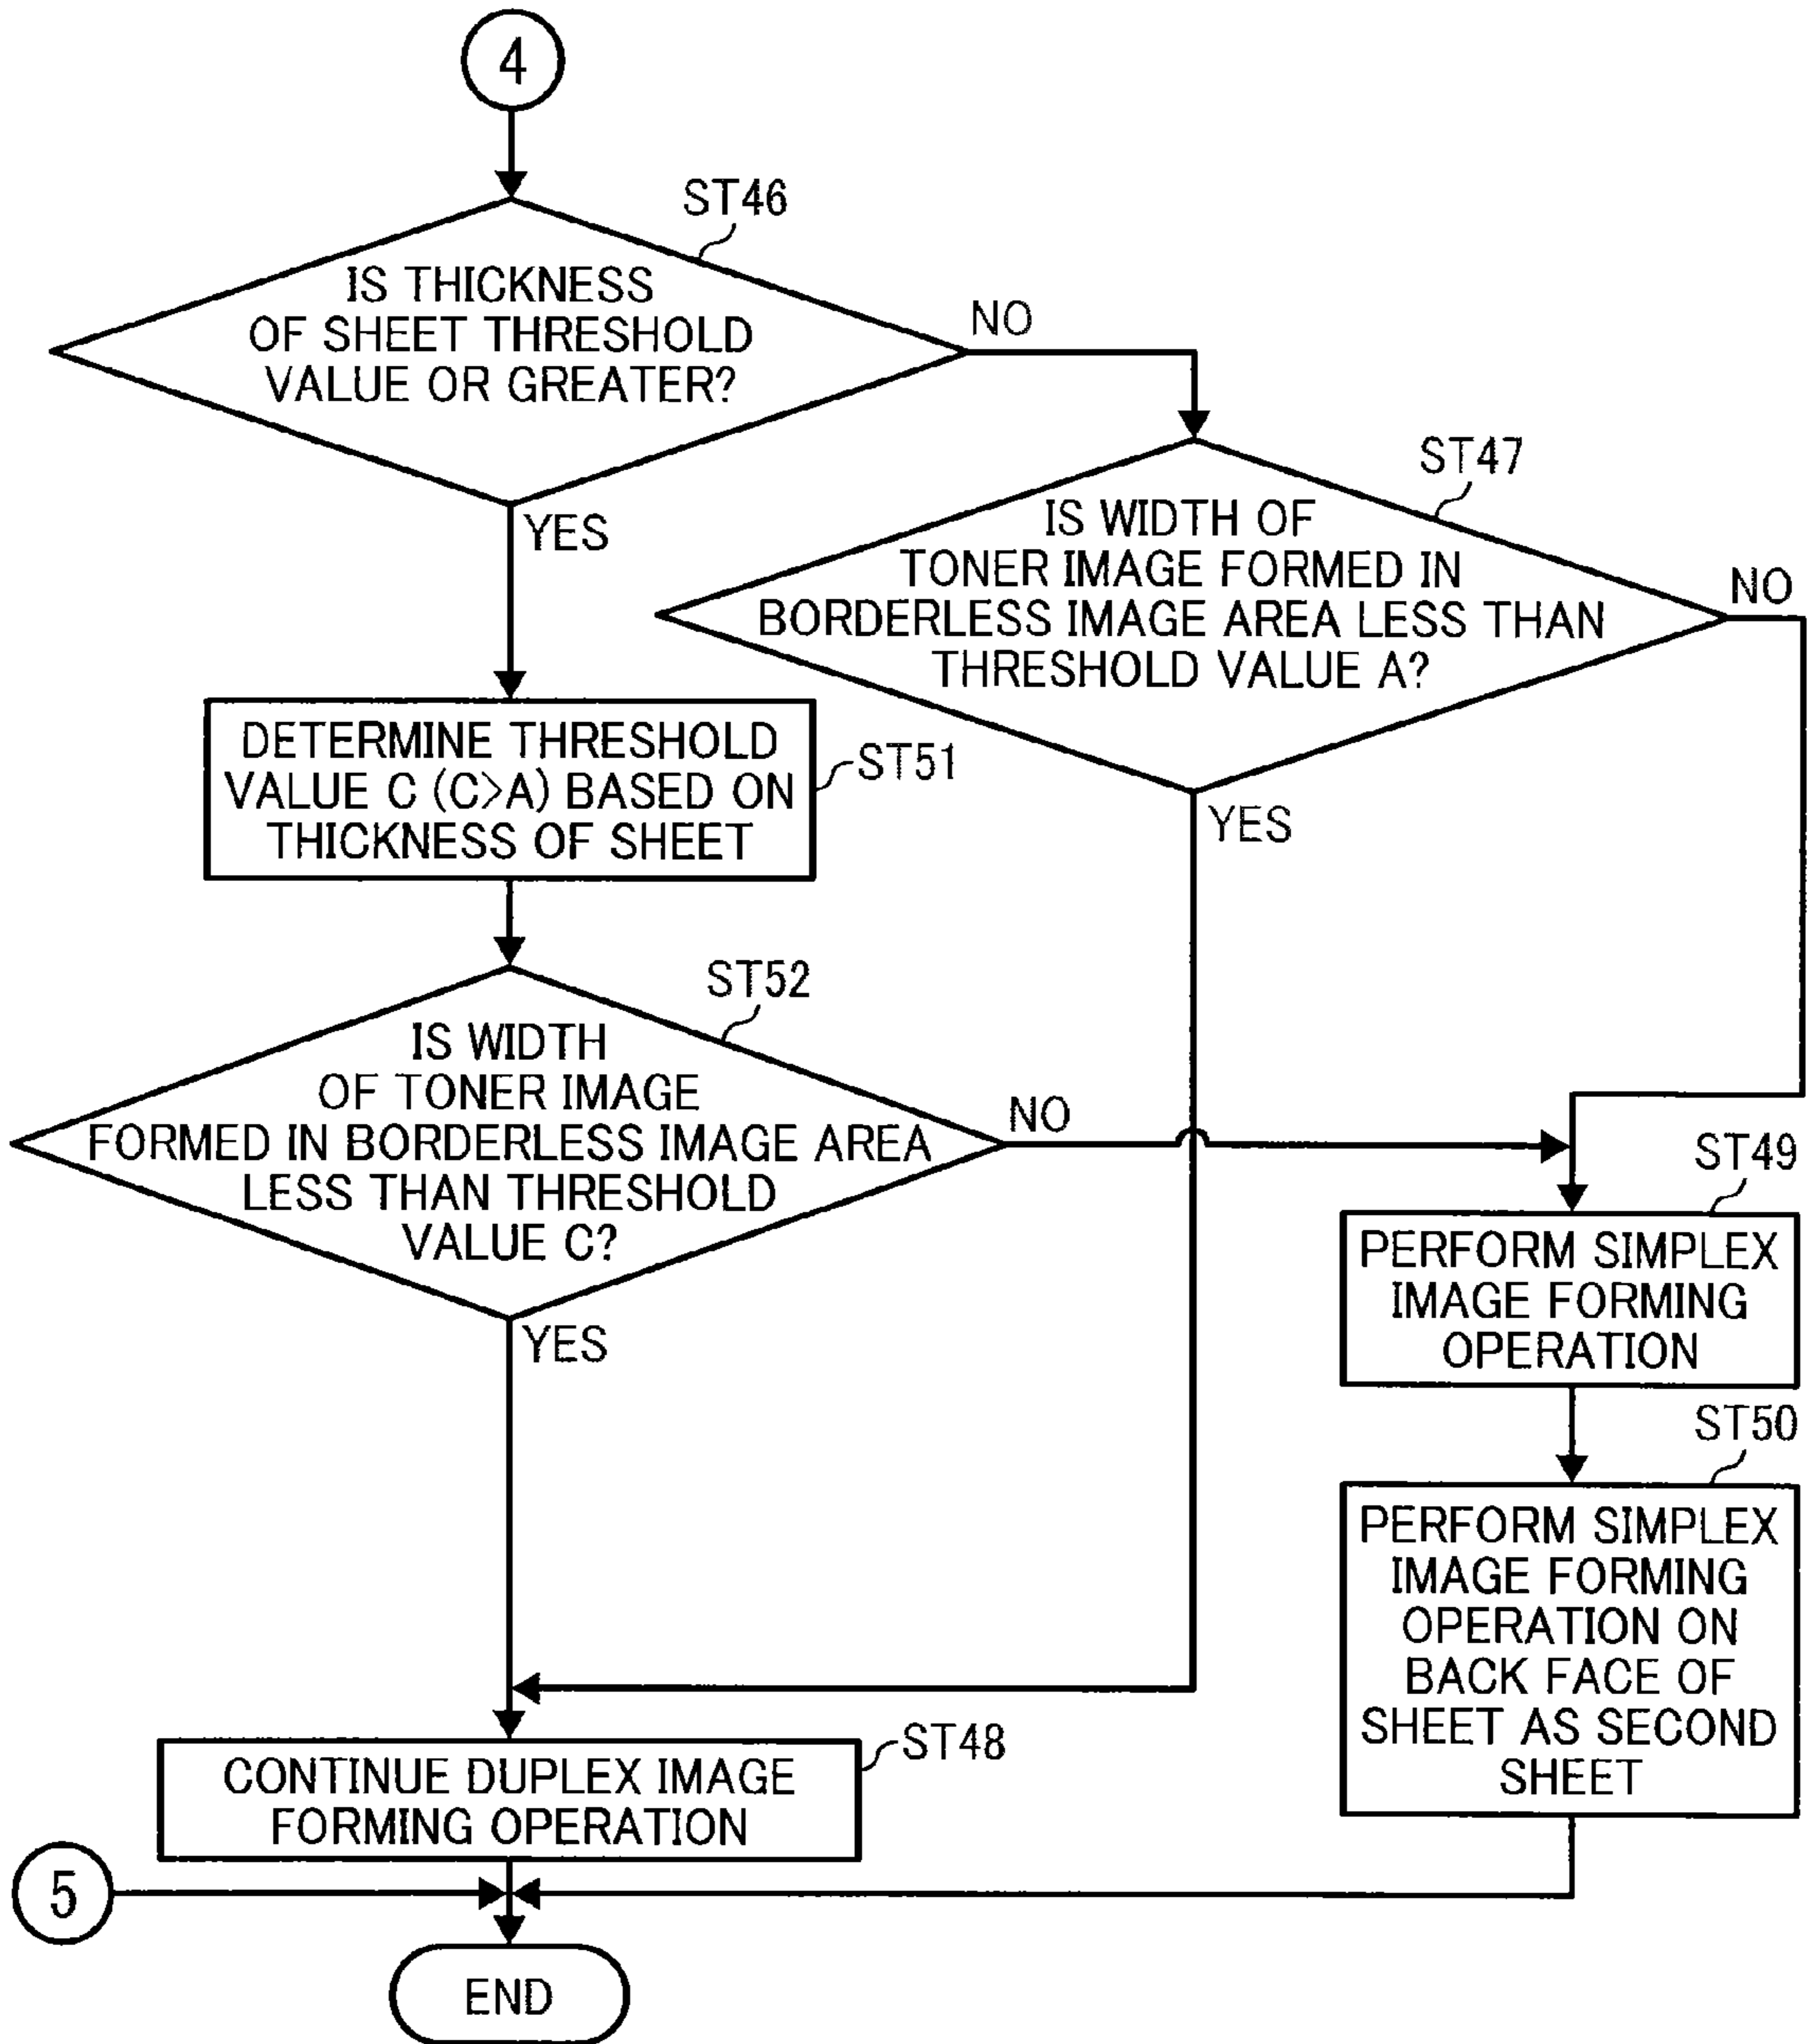 4
ST46
IS THICKNESS
OF SHEET THRESHOLD
VALUE OR GREATER?
NO
YES
ST47
IS WIDTH OF
TONER IMAGE FORMED IN
BORDERLESS IMAGE AREA LESS THAN
THRESHOLD VALUE A?
NO
YES
DETERMINE THRESHOLD
VALUE C (C>A) BASED ON
THICKNESS OF SHEET
ST51
ST52
IS WIDTH
OF TONER IMAGE
FORMED IN BORDERLESS IMAGE AREA
LESS THAN THRESHOLD
VALUE C?
NO
YES
ST49
PERFORM SIMPLEX
IMAGE FORMING
OPERATION
ST50
PERFORM SIMPLEX
IMAGE FORMING
OPERATION ON
BACK FACE OF
SHEET AS SECOND
SHEET
ST48
CONTINUE DUPLEX IMAGE
FORMING OPERATION
5
END